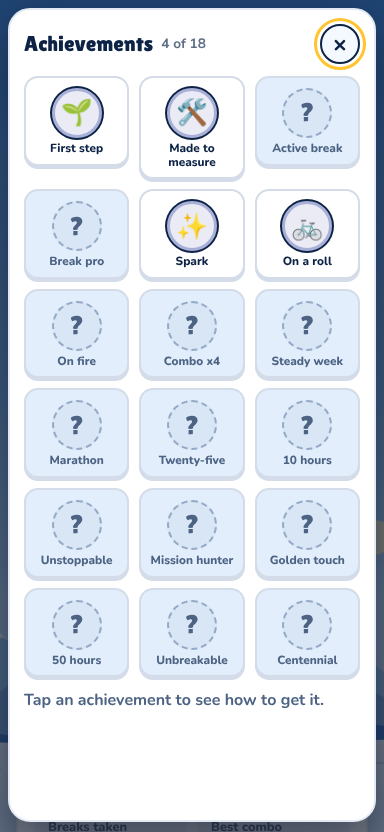 Achievements 4 of 18
×
First step
Made to
measure
?
Active break
?
Break pro
Spark
On a roll
?
On fire
?
Combo x4
?
Steady week
?
Marathon
?
Twenty-five
?
10 hours
?
Unstoppable
?
Mission hunter
?
Golden touch
?
50 hours
?
Unbreakable
?
Centennial
Tap an achievement to see how to get it.
Breaks taken
Best combo